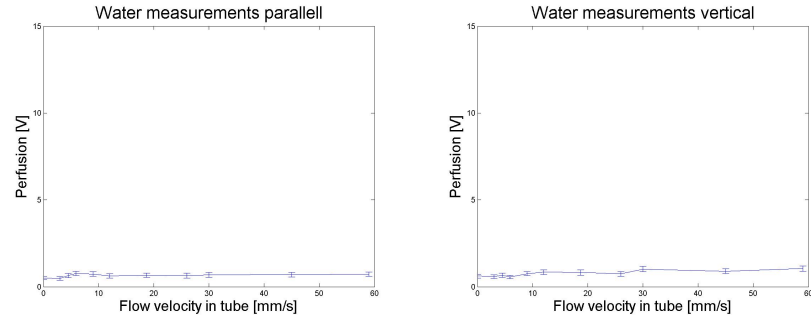 Water measurements parallell
15
10
5
0
Perfusion [V]
0 10 20 30 40 50 60
Flow velocity in tube [mm/s]
Water measurements vertical
15
10
5
0
Perfusion [V]
0 10 20 30 40 50 60
Flow velocity in tube [mm/s]